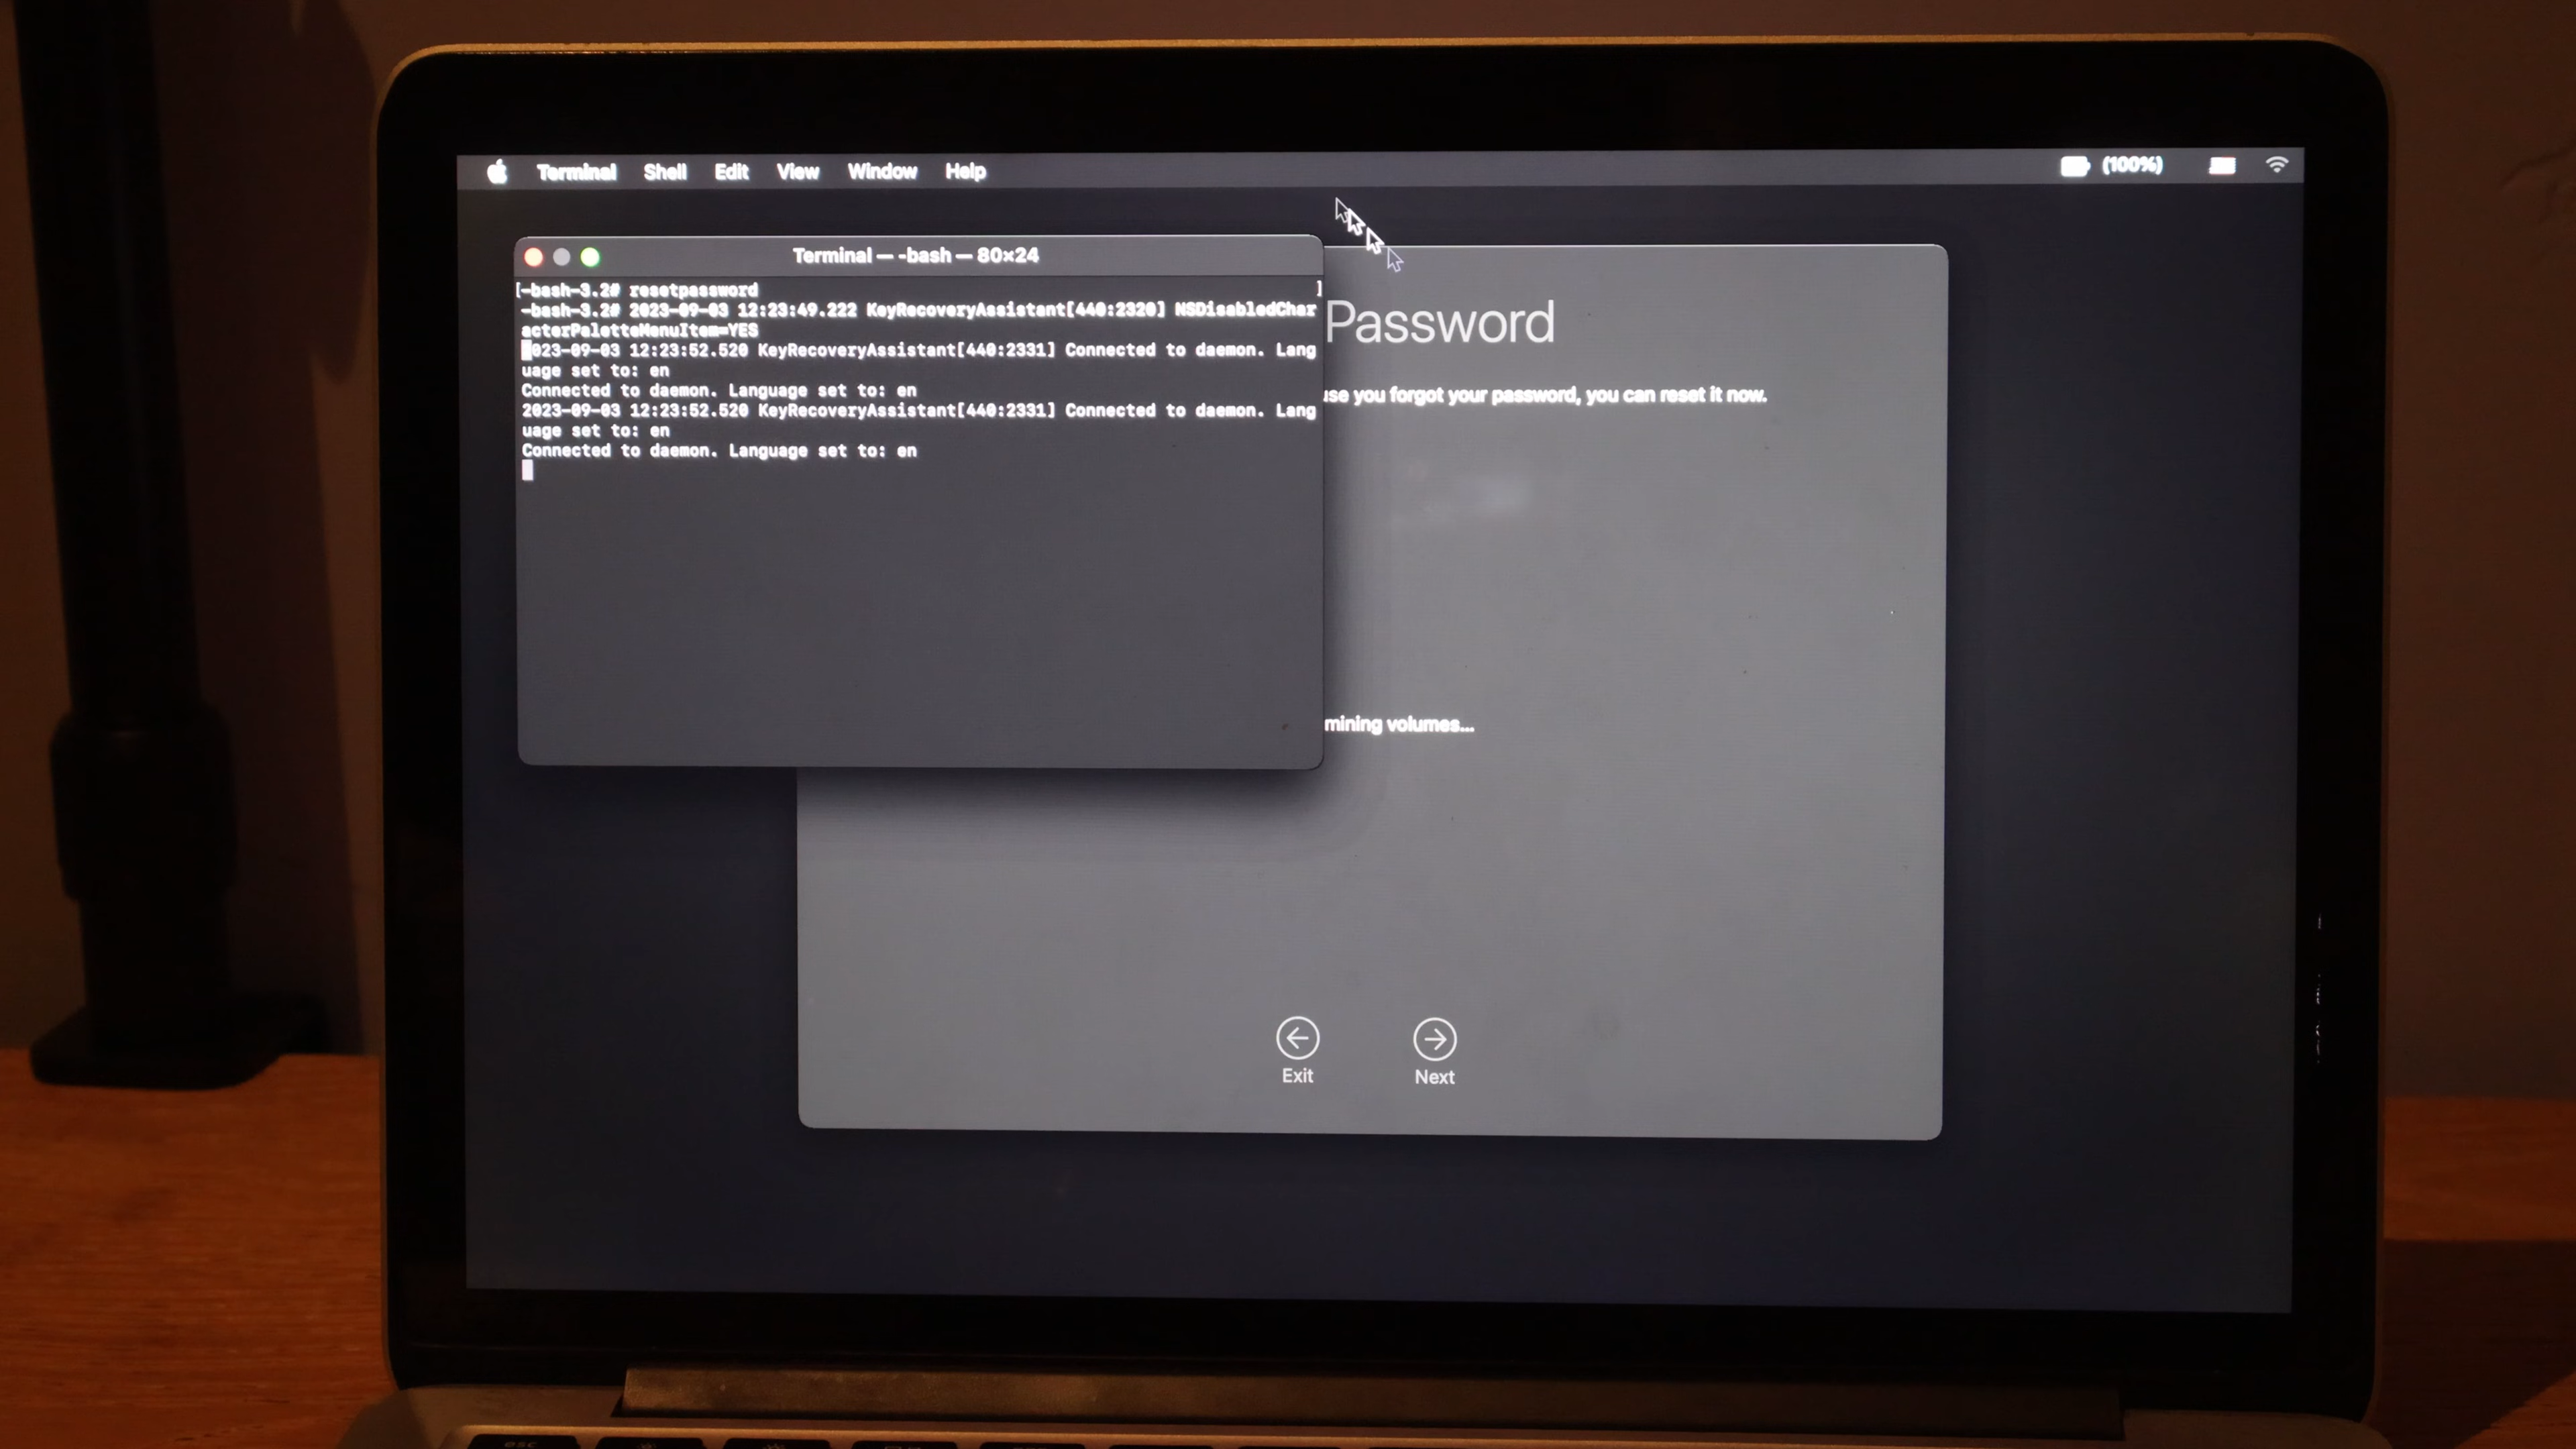 Terminal Shell Edit View Window Help (100%)
Terminal — -bash — 80×24
[-bash-3.2# resetpassword ]
-bash-3.2# 2023-09-03 12:23:49.222 KeyRecoveryAssistant[440:2320] NSDisabledChar
acterPaletteMenuItem=YES
023-09-03 12:23:52.520 KeyRecoveryAssistant[440:2331] Connected to daemon. Lang
uage set to: en
Connected to daemon. Language set to: en
2023-09-03 12:23:52.520 KeyRecoveryAssistant[440:2331] Connected to daemon. Lang
uage set to: en
Connected to daemon. Language set to: en
Password
use you forgot your password, you can reset it now.
mining volumes...
Exit Next
esc